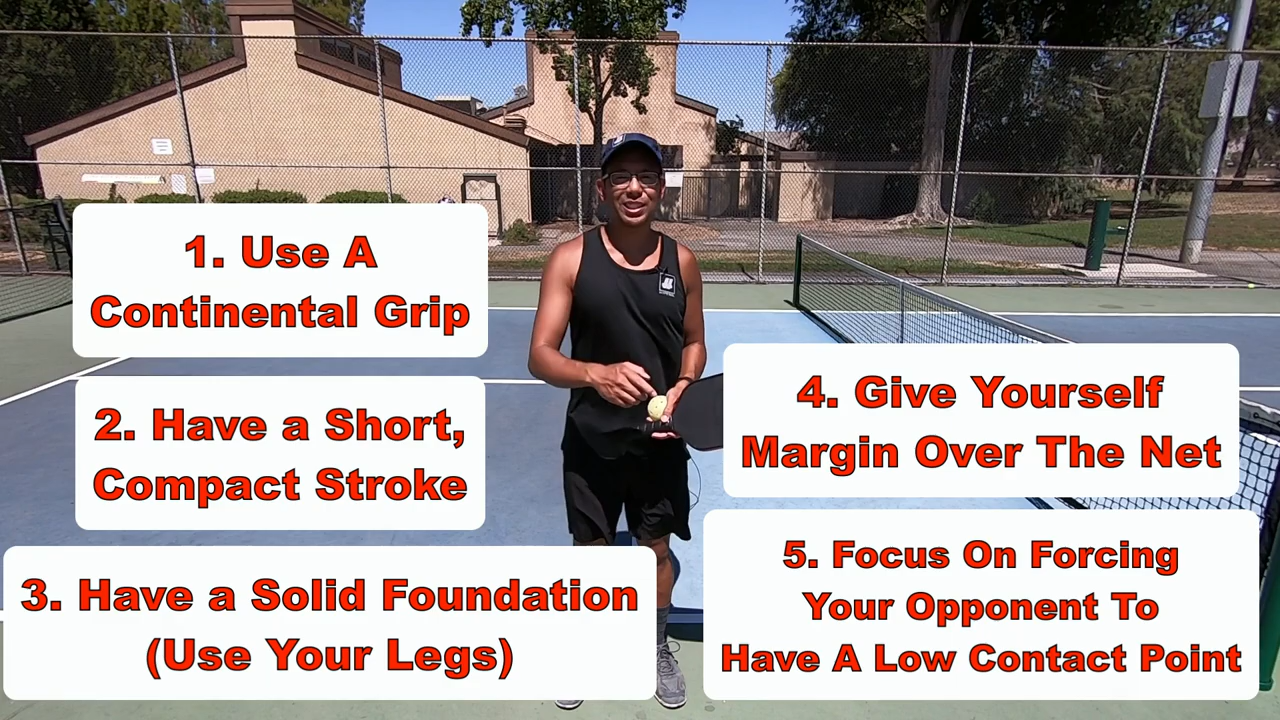 1. Use A
Continental Grip
2. Have a Short,
Compact Stroke
3. Have a Solid Foundation
(Use Your Legs)
4. Give Yourself
Margin Over The Net
5. Focus On Forcing
Your Opponent To
Have A Low Contact Point